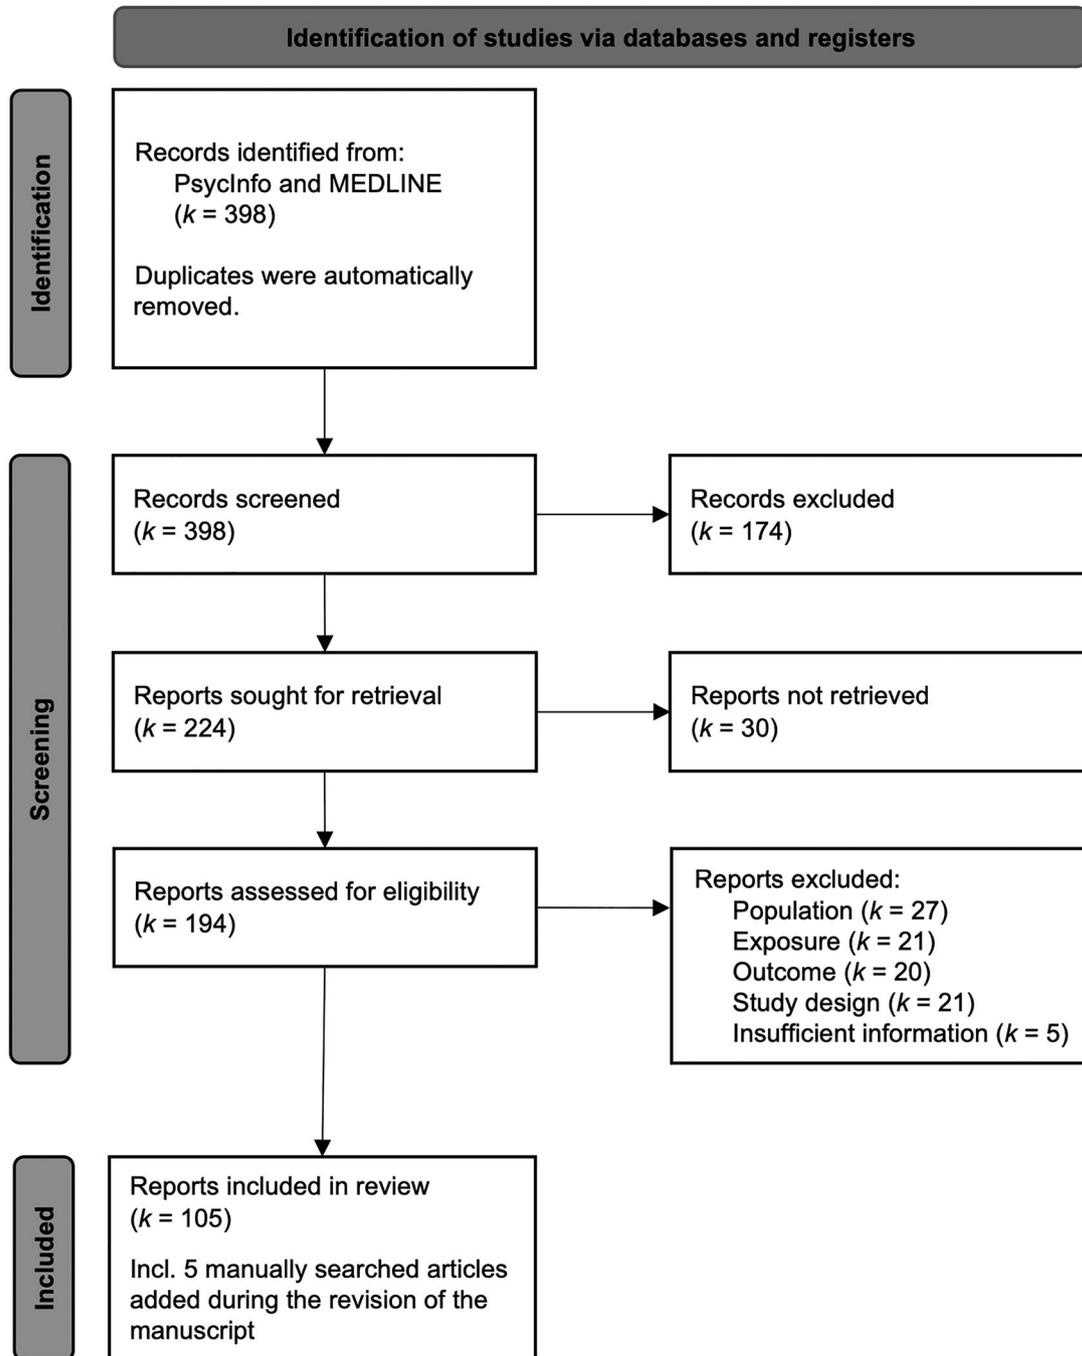 Identification of studies via databases and registers
Identification
Records identified from:
PsycInfo and MEDLINE
(k = 398)
Duplicates were automatically
removed.
Screening
Records screened
(k = 398)
Records excluded
(k = 174)
Reports sought for retrieval
(k = 224)
Reports not retrieved
(k = 30)
Reports assessed for eligibility
(k = 194)
Reports excluded:
Population (k = 27)
Exposure (k = 21)
Outcome (k = 20)
Study design (k = 21)
Insufficient information (k = 5)
Included
Reports included in review
(k = 105)
Incl. 5 manually searched articles
added during the revision of the
manuscript